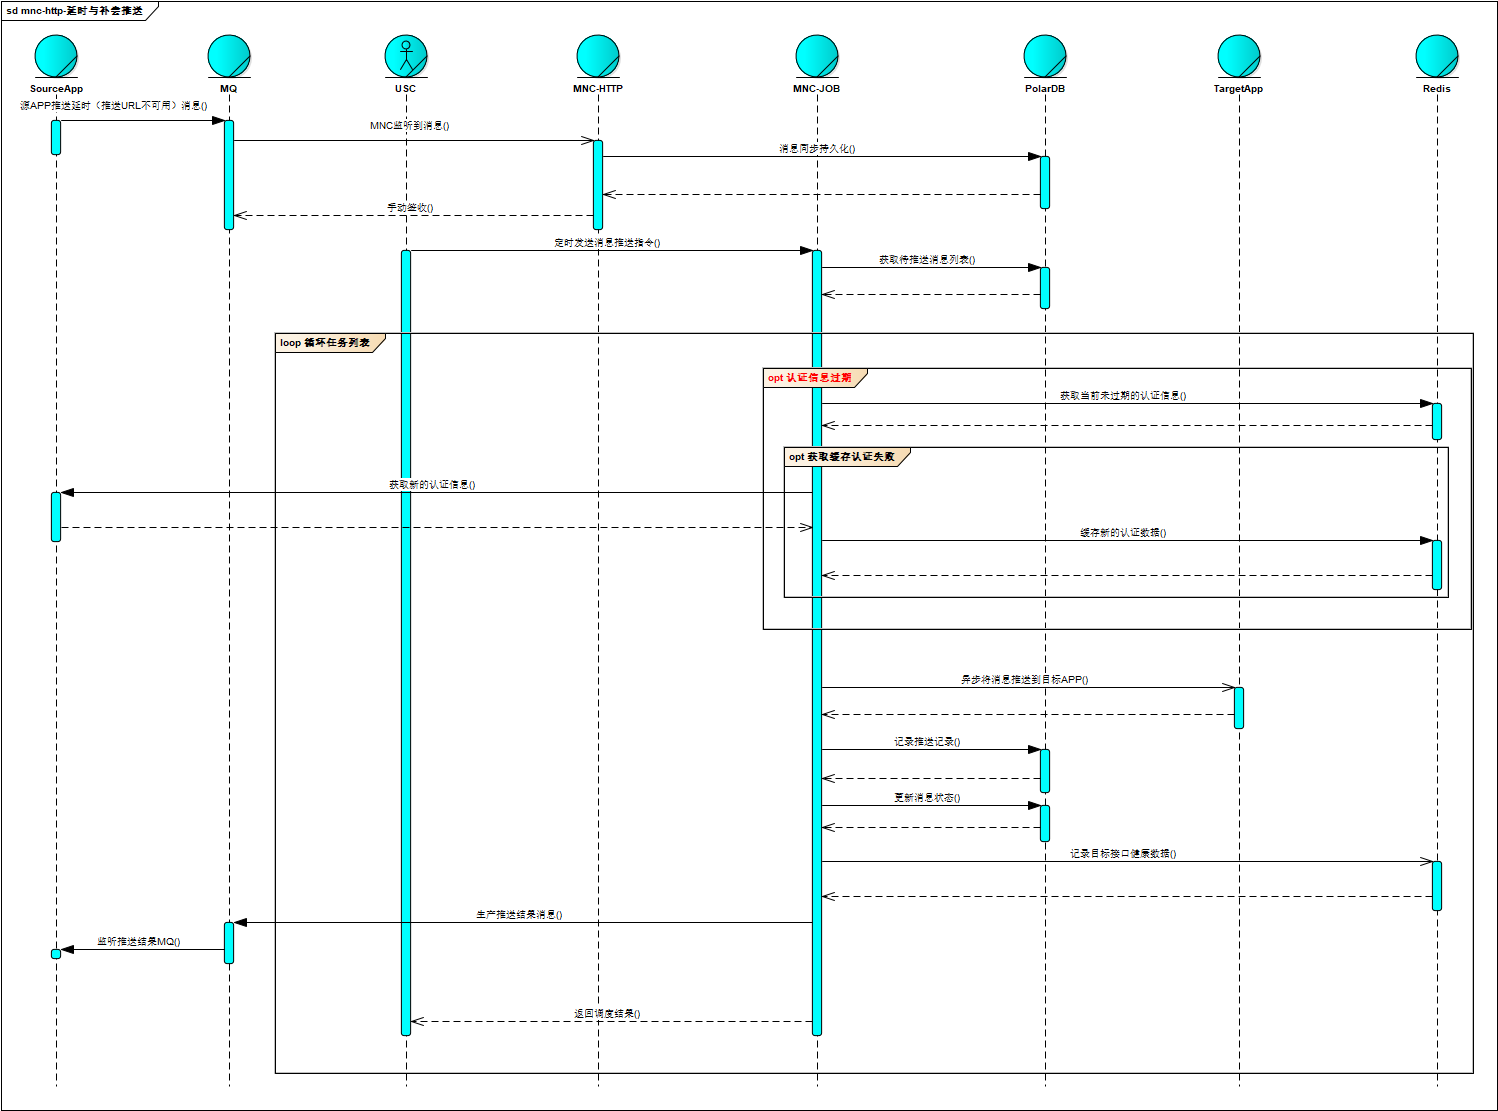 sd mnc-http-延时与补尝推送
SourceApp
MQ
USC
MNC-HTTP
MNC-JOB
PolarDB
TargetApp
Redis
源APP推送延时（推送URL不可用）消息()
MNC监听到消息()
消息同步持久化()
手动签收()
定时发送消息推送指令()
获取待推送消息列表()
loop 循环任务列表
opt 认证信息过期
获取当前未过期的认证信息()
opt 获取缓存认证失败
获取新的认证信息()
缓存新的认证数据()
异步将消息推送到目标APP()
记录推送记录()
更新消息状态()
记录目标接口健康数据()
生产推送结果消息()
监听推送结果MQ()
返回调度结果()